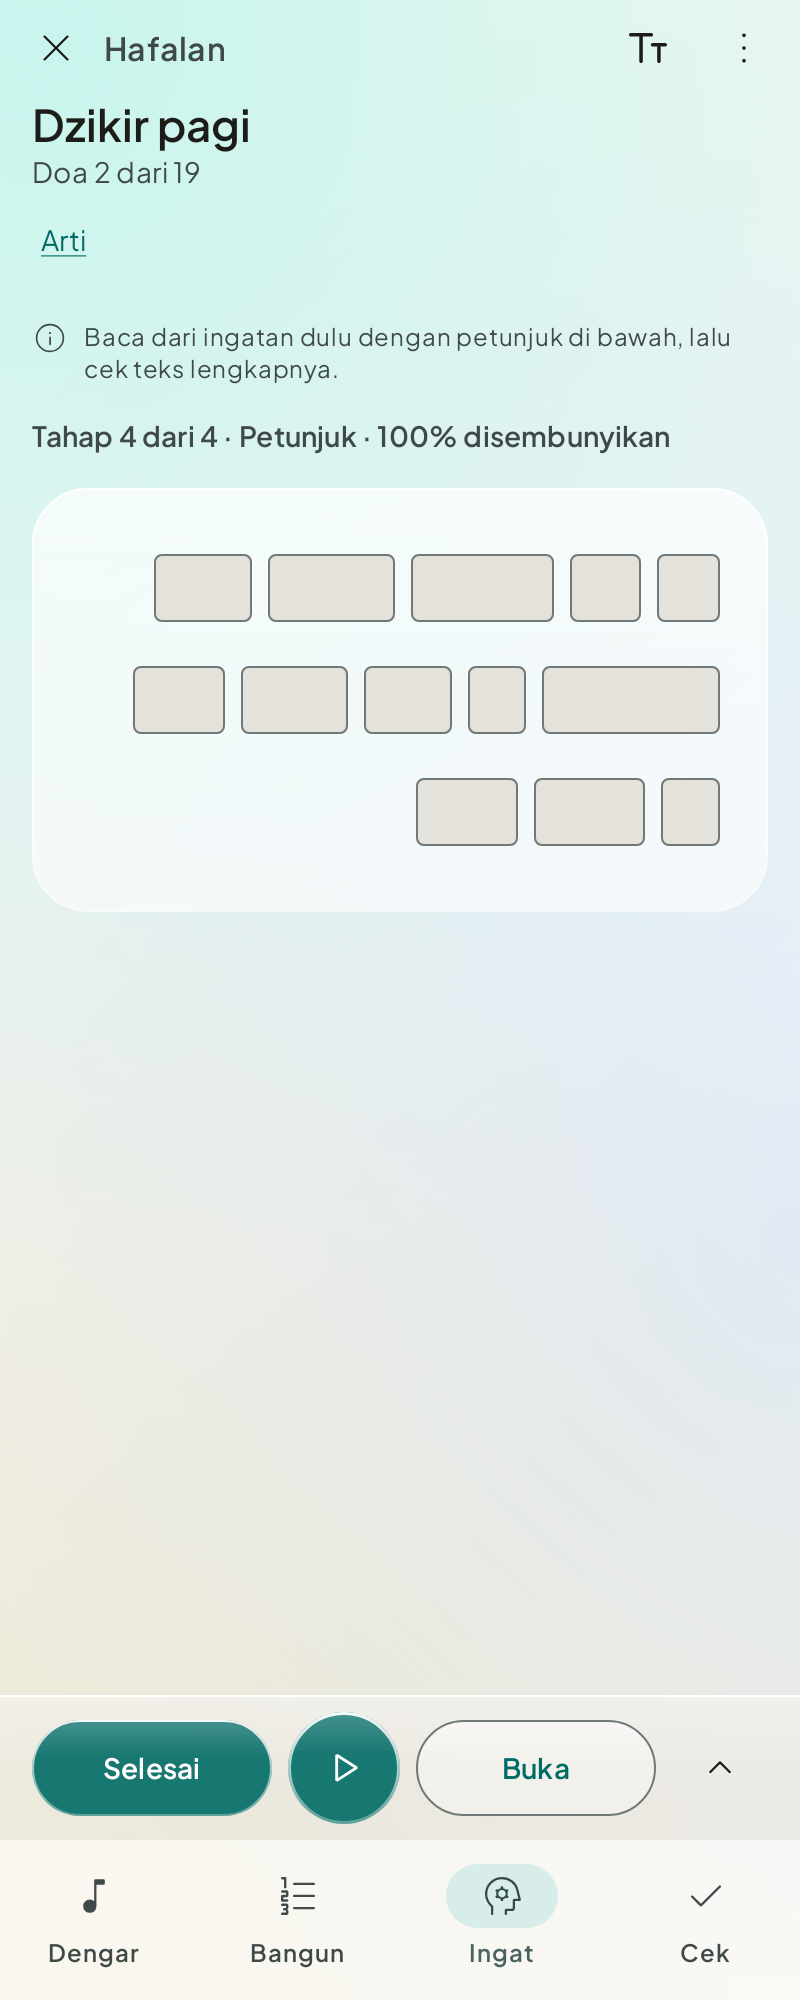 Hafalan
Dzikir pagi
Doa 2 dari 19
Arti
Baca dari ingatan dulu dengan petunjuk di bawah, lalu
cek teks lengkapnya.
Tahap 4 dari 4 · Petunjuk · 100% disembunyikan
Selesai
Buka
Dengar
Bangun
Ingat
Cek